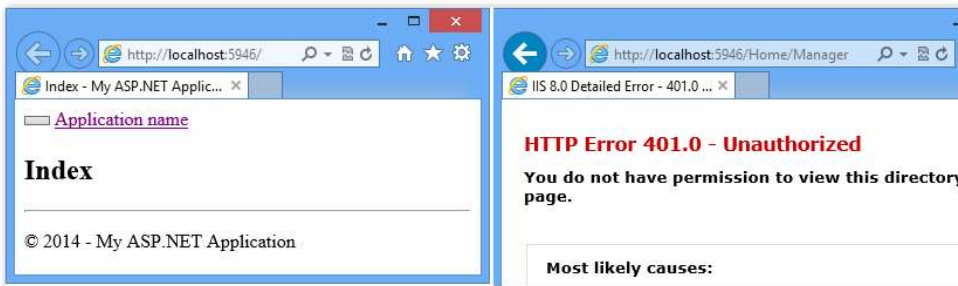 http://localhost:5946/
Index - My ASP.NET Applic...
Application name
Index
© 2014 - My ASP.NET Application
http://localhost:5946/Home/Manager
IIS 8.0 Detailed Error - 401.0 ...
HTTP Error 401.0 - Unauthorized
You do not have permission to view this directory
page.
Most likely causes: